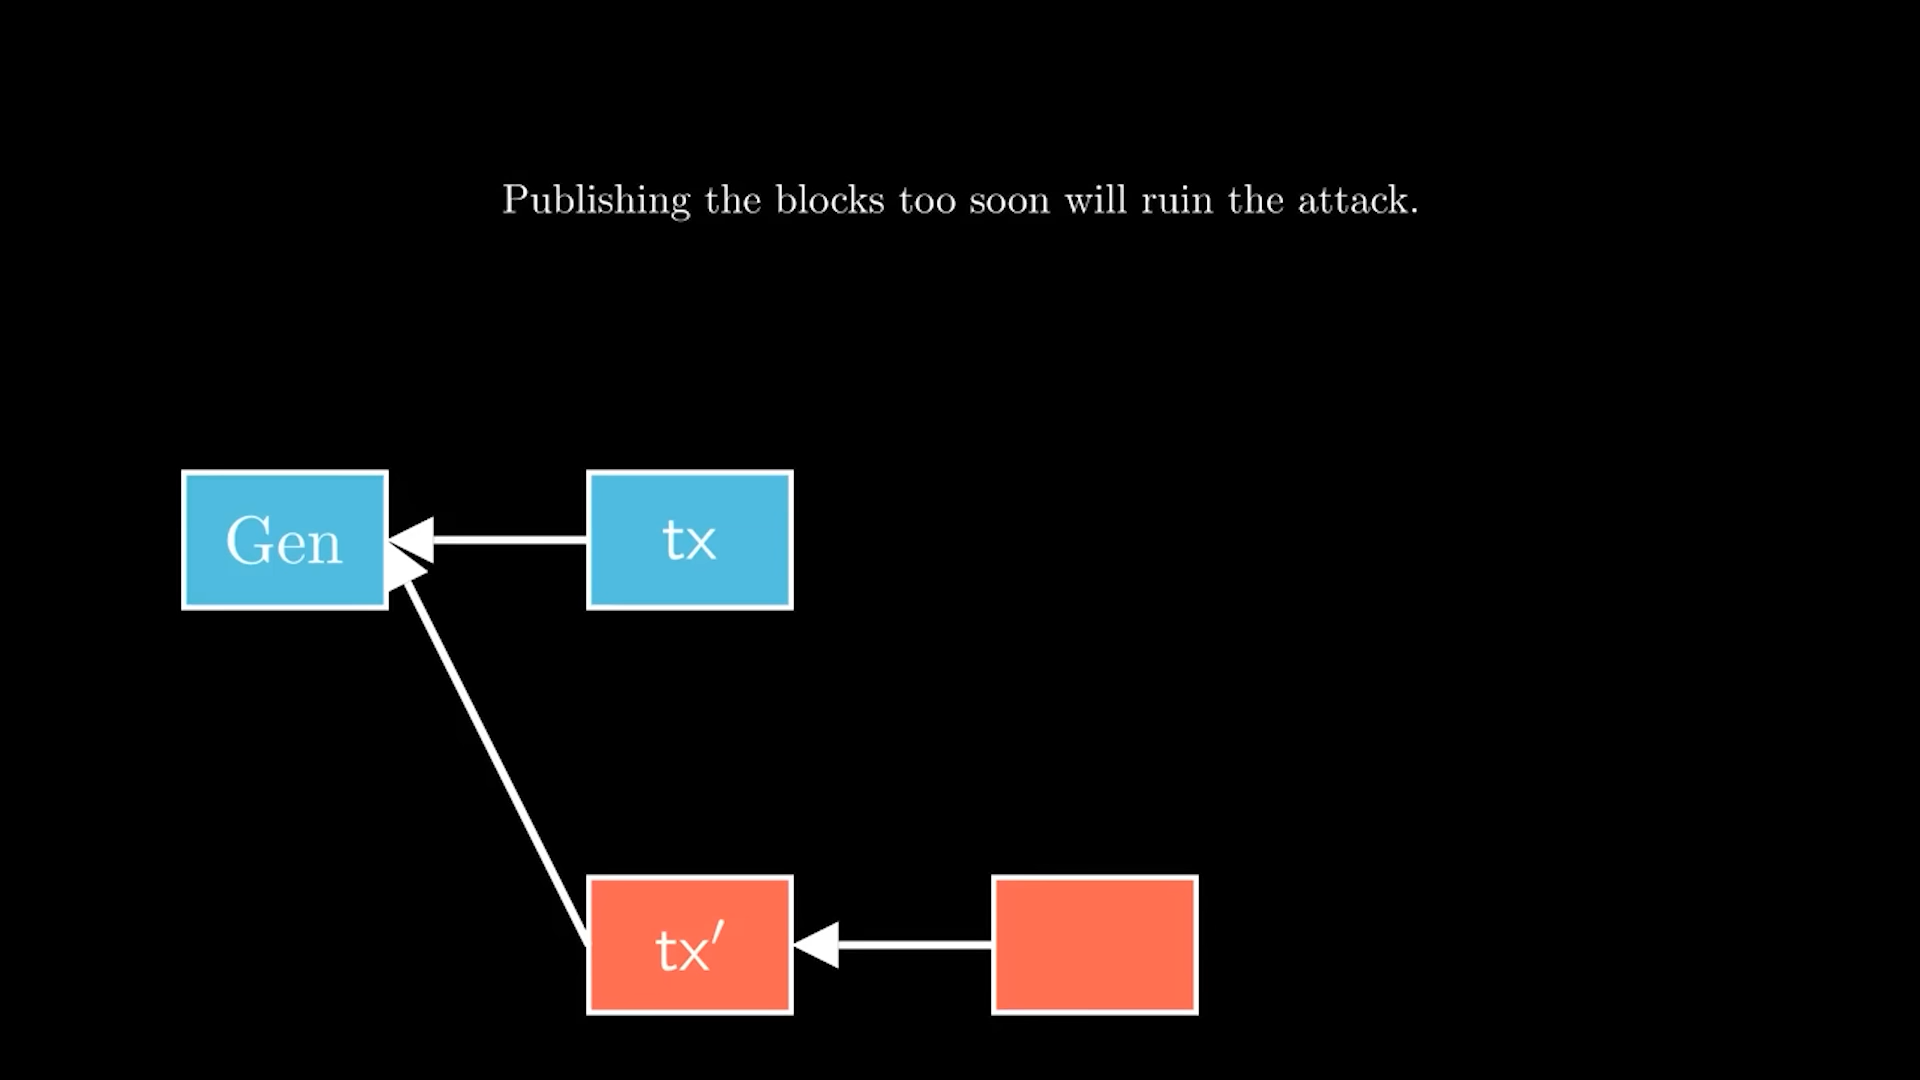 Publishing the blocks too soon will ruin the attack.
Gen
tx
tx′